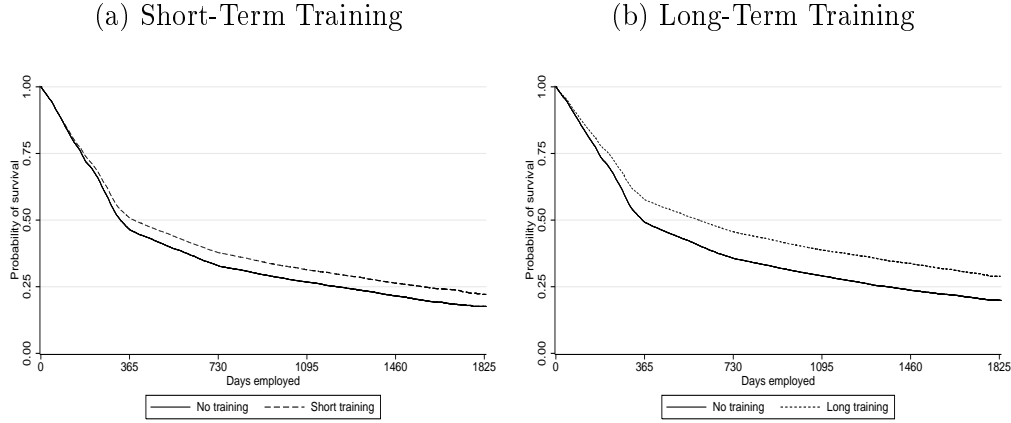 (a) Short-Term Training
Probability of survival
1.00
0.75
0.50
0.25
0.00
0 365 730 1095 1460 1825
Days employed
No training Short training
(b) Long-Term Training
Probability of survival
1.00
0.75
0.50
0.25
0.00
0 365 730 1095 1460 1825
Days employed
No training Long training